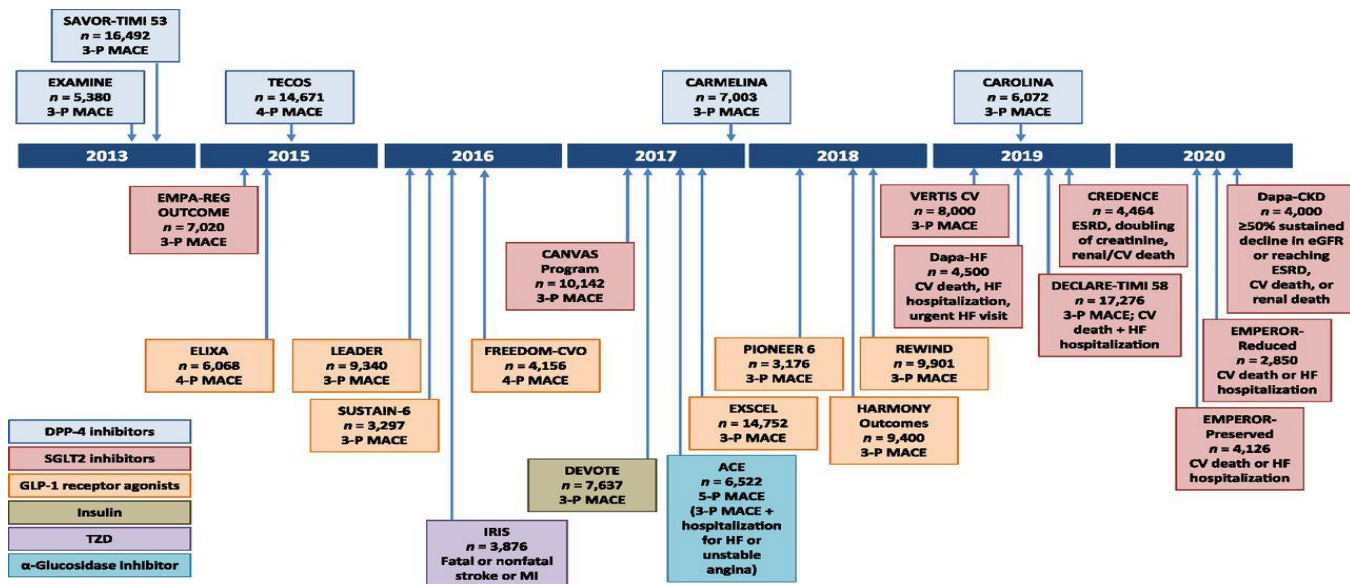 SAVOR-TIMI 53
n = 16,492
3-P MACE
EXAMINE
n = 5,380
3-P MACE
TECOS
n = 14,671
4-P MACE
CARMELINA
n = 7,003
3-P MACE
CAROLINA
n = 6,072
3-P MACE
2013
2015
2016
2017
2018
2019
2020
EMPA-REG
OUTCOME
n = 7,020
3-P MACE
CANVAS
Program
n = 10,142
3-P MACE
VERTIS CV
n = 8,000
3-P MACE
Dapa-HF
n = 4,500
CV death, HF
hospitalization,
urgent HF visit
CREDENCE
n = 4,464
ESRD, doubling
of creatinine,
renal/CV death
DECLARE-TIMI 58
n = 17,276
3-P MACE; CV
death + HF
hospitalization
Dapa-CKD
n = 4,000
≥50% sustained
decline in eGFR
or reaching
ESRD,
CV death, or
renal death
EMPEROR-
Reduced
n = 2,850
CV death or HF
hospitalization
EMPEROR-
Preserved
n = 4,126
CV death or HF
hospitalization
ELIXA
n = 6,068
4-P MACE
LEADER
n = 9,340
3-P MACE
FREEDOM-CVO
n = 4,156
4-P MACE
SUSTAIN-6
n = 3,297
3-P MACE
PIONEER 6
n = 3,176
3-P MACE
REWIND
n = 9,901
3-P MACE
EXSCEL
n = 14,752
3-P MACE
HARMONY
Outcomes
n = 9,400
3-P MACE
DEVOTE
n = 7,637
3-P MACE
ACE
n = 6,522
5-P MACE
(3-P MACE +
hospitalization
for HF or
unstable
angina)
IRIS
n = 3,876
Fatal or nonfatal
stroke or MI
DPP-4 inhibitors
SGLT2 inhibitors
GLP-1 receptor agonists
Insulin
TZD
α-Glucosidase inhibitor